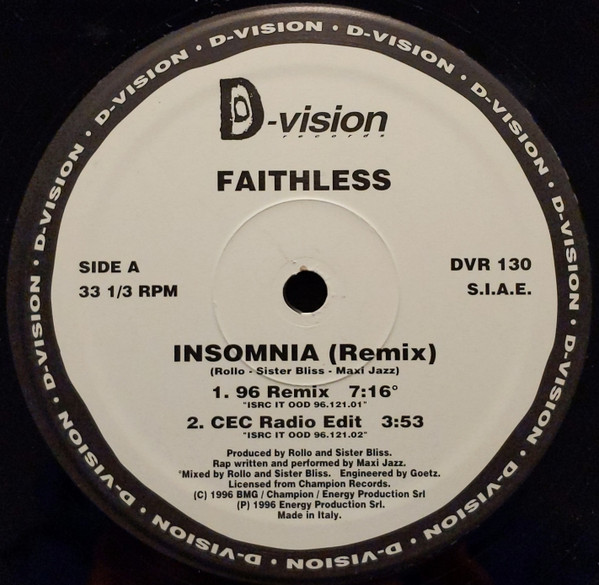 D-VISION • D-VISION • D-VISION • D-VISION • D-VISION • D-VISION • D-VISION • D-VISION • D-VISION • D-VISION • D-VISION • D-VISION •
D-vision
records
FAITHLESS
SIDE A
33 1/3 RPM
DVR 130
S.I.A.E.
INSOMNIA (Remix)
(Rollo - Sister Bliss - Maxi Jazz)
1. 96 Remix 7:16°
"ISRC IT OOD 96.121.01"
2. CEC Radio Edit 3:53
"ISRC IT OOD 96.121.02"
Produced by Rollo and Sister Bliss.
Rap written and performed by Maxi Jazz.
°Mixed by Rollo and Sister Bliss. Engineered by Goetz.
Licensed from Champion Records.
(C) 1996 BMG / Champion / Energy Production Srl
(P) 1996 Energy Production Srl.
Made in Italy.